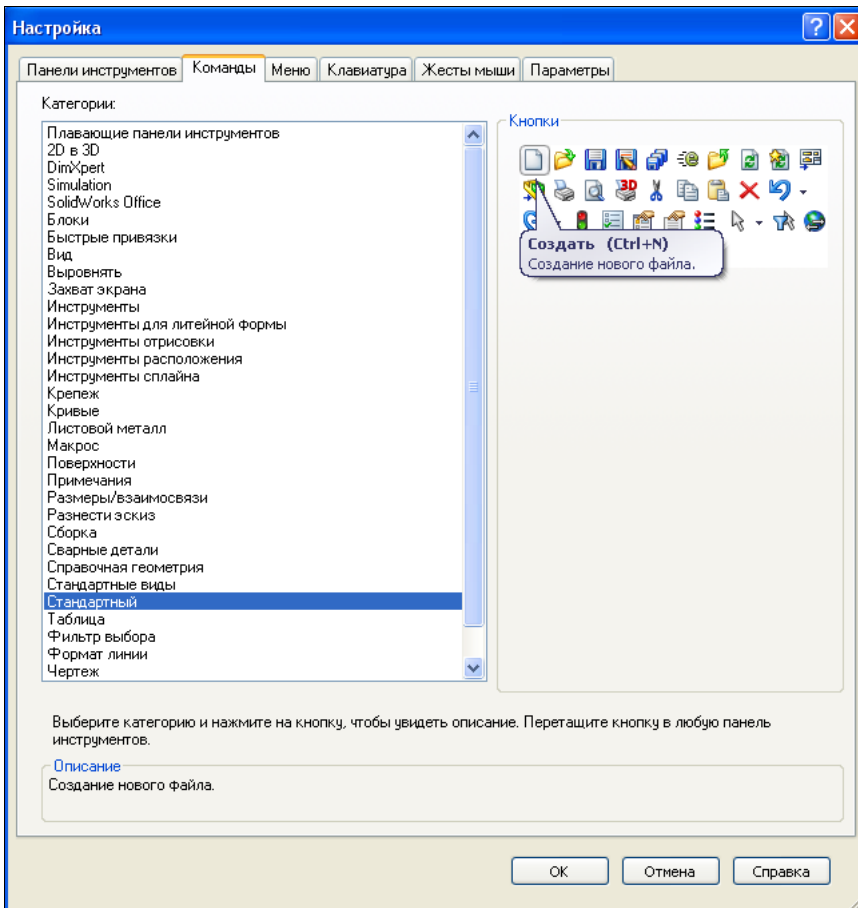 Настройка
Панели инструментов Команды Меню Клавиатура Жесты мыши Параметры
Категории:
Кнопки
Плавающие панели инструментов
2D в 3D
DimXpert
Simulation
SolidWorks Office
Блоки
Быстрые привязки
Вид
Выровнять
Захват экрана
Инструменты
Инструменты для литейной формы
Инструменты отрисовки
Инструменты расположения
Инструменты сплайна
Крепеж
Кривые
Листовой металл
Макрос
Поверхности
Примечания
Размеры/взаимосвязи
Разнести эскиз
Сборка
Сварные детали
Справочная геометрия
Стандартные виды
Стандартный
Таблица
Фильтр выбора
Формат линии
Чертеж
3D
Создать (Ctrl+N)
Создание нового файла.
Выберите категорию и нажмите на кнопку, чтобы увидеть описание. Перетащите кнопку в любую панель
инструментов.
Описание
Создание нового файла.
OK Отмена Справка